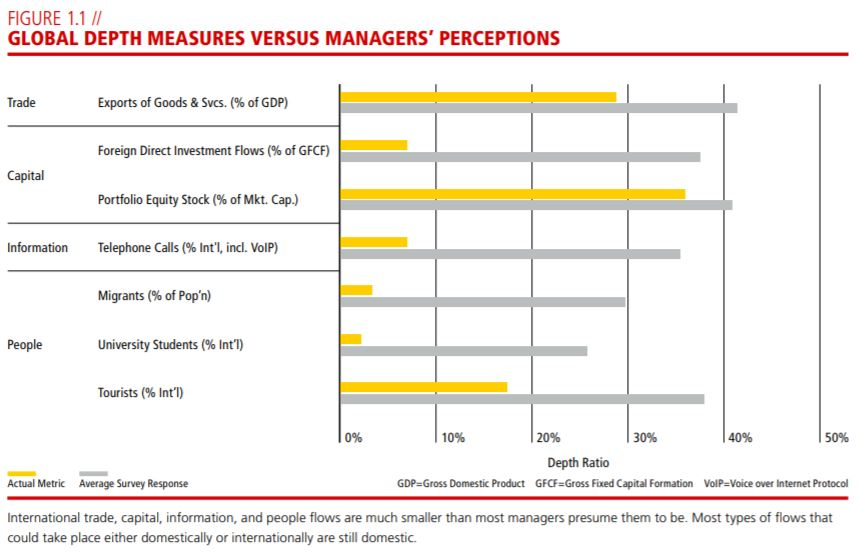 FIGURE 1.1 //
GLOBAL DEPTH MEASURES VERSUS MANAGERS' PERCEPTIONS
Trade
Exports of Goods & Svcs. (% of GDP)
Foreign Direct Investment Flows (% of GFCF)
Capital
Portfolio Equity Stock (% of Mkt. Cap.)
Information
Telephone Calls (% Int'l, incl. VoIP)
Migrants (% of Pop'n)
People
University Students (% Int'l)
Tourists (% Int'l)
0% 10% 20% 30% 40% 50%
Depth Ratio
Actual Metric Average Survey Response
GDP=Gross Domestic Product GFCF=Gross Fixed Capital Formation VoIP=Voice over Internet Protocol
International trade, capital, information, and people flows are much smaller than most managers presume them to be. Most types of flows that
could take place either domestically or internationally are still domestic.